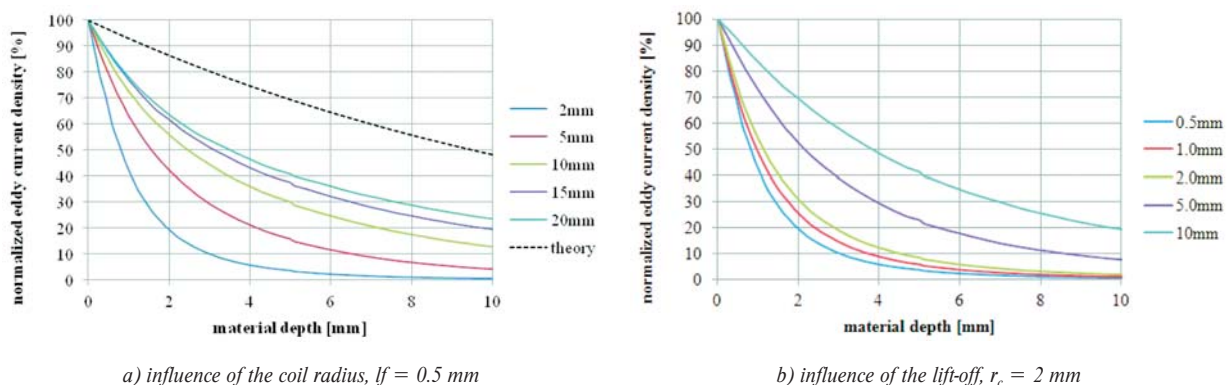 normalized eddy current density [%]
100
90
80
70
60
50
40
30
20
10
0
0
2
4
6
8
10
material depth [mm]
2mm
5mm
10mm
15mm
20mm
theory
a) influence of the coil radius, lf = 0.5 mm
normalized eddy current density [%]
100
90
80
70
60
50
40
30
20
10
0
0
2
4
6
8
10
material depth [mm]
0.5mm
1.0mm
2.0mm
5.0mm
10mm
b) influence of the lift-off, r_c = 2 mm